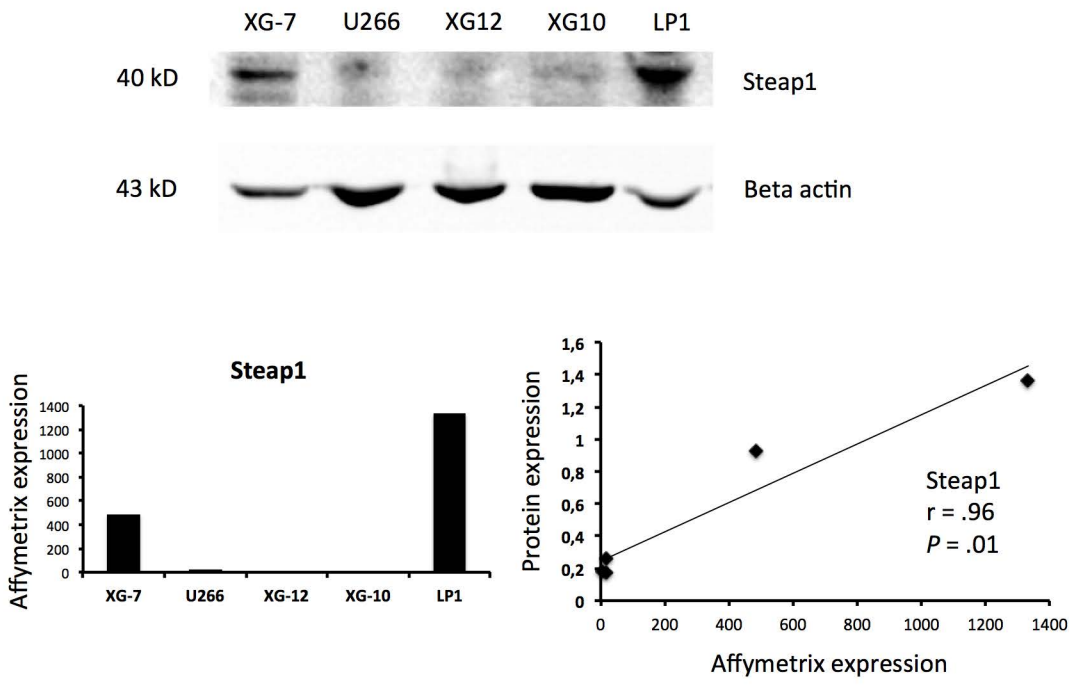 XG-7 U266 XG12 XG10 LP1
40 kD Steap1
43 kD Beta actin
Steap1
Affymetrix expression
1400
1200
1000
800
600
400
200
0
XG-7 U266 XG-12 XG-10 LP1
Protein expression
1,6
1,4
1,2
1
0,8
0,6
0,4
0,2
0
Steap1
r = .96
P = .01
0 200 400 600 800 1000 1200 1400
Affymetrix expression